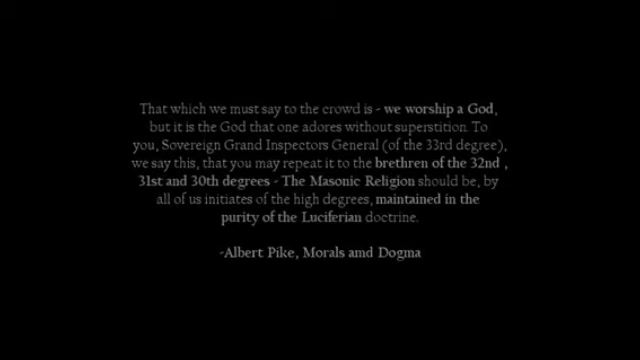 That which we must say to the crowd is - we worship a God,
but it is the God that one adores without superstition. To
you, Sovereign Grand Inspectors General (of the 33rd degree),
we say this, that you may repeat it to the brethren of the 32nd ,
31st and 30th degrees - The Masonic Religion should be, by
all of us initiates of the high degrees, maintained in the
purity of the Luciferian doctrine.
-Albert Pike, Morals amd Dogma